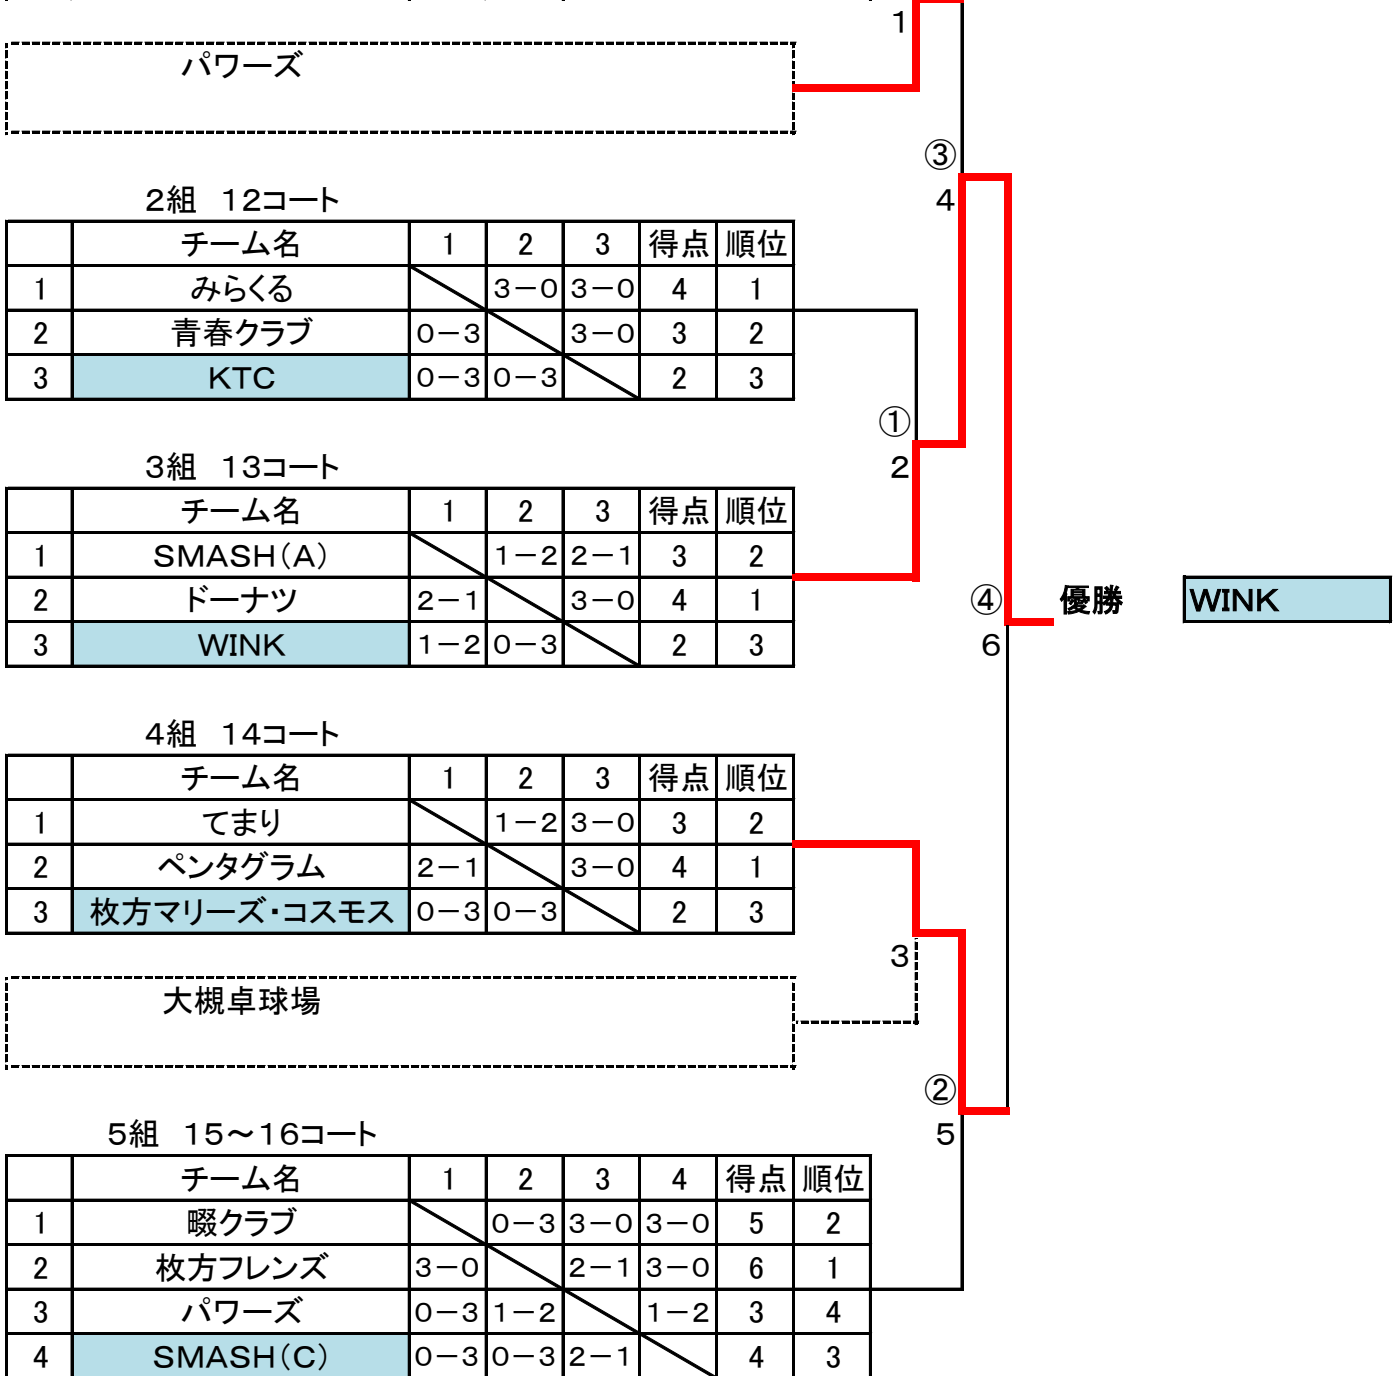 1
パワーズ
③
4
2組 12コート
チーム名 1 2 3 得点 順位
1 みらくる 3-0 3-0 4 1
2 青春クラブ 0-3 3-0 3 2
3 KTC 0-3 0-3 2 3
①
2
3組 13コート
チーム名 1 2 3 得点 順位
1 SMASH(A) 1-2 2-1 3 2
2 ドーナツ 2-1 3-0 4 1
3 WINK 1-2 0-3 2 3
④ 優勝 WINK
6
4組 14コート
チーム名 1 2 3 得点 順位
1 てまり 1-2 3-0 3 2
2 ペンタグラム 2-1 3-0 4 1
3 枚方マリーズ・コスモス 0-3 0-3 2 3
3
大槻卓球場
②
5
5組 15～16コート
チーム名 1 2 3 4 得点 順位
1 畷クラブ 0-3 3-0 3-0 5 2
2 枚方フレンズ 3-0 2-1 3-0 6 1
3 パワーズ 0-3 1-2 1-2 3 4
4 SMASH(C) 0-3 0-3 2-1 4 3